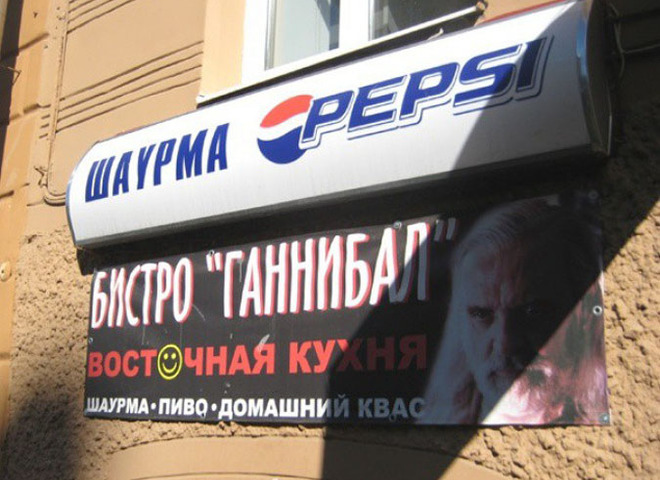 ШАУРМА PEPSI
БИСТРО "ГАННИБАЛ"
ВОСТОЧНАЯ КУХНЯ
ШАУРМА • ПИВО • ДОМАШНИЙ КВАС